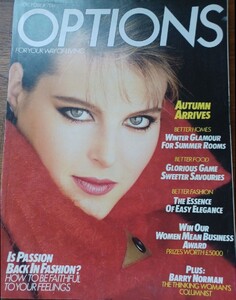 OPTIONS
FOR YOUR WAY OF LIVING
AUTUMN
ARRIVES
BETTER HOMES
WINTER GLAMOUR
FOR SUMMER ROOMS
BETTER FOOD
GLORIOUS GAME
SWEETER SAVOURIES
BETTER FASHION
THE ESSENCE
OF EASY ELEGANCE
WIN OUR
WOMEN MEAN BUSINESS
AWARD
PRIZES WORTH £5000
PLUS:
BARRY NORMAN
THE THINKING WOMAN'S
COLUMNIST
IS PASSION
BACK IN FASHION?
HOW TO BE FAITHFUL
TO YOUR FEELINGS